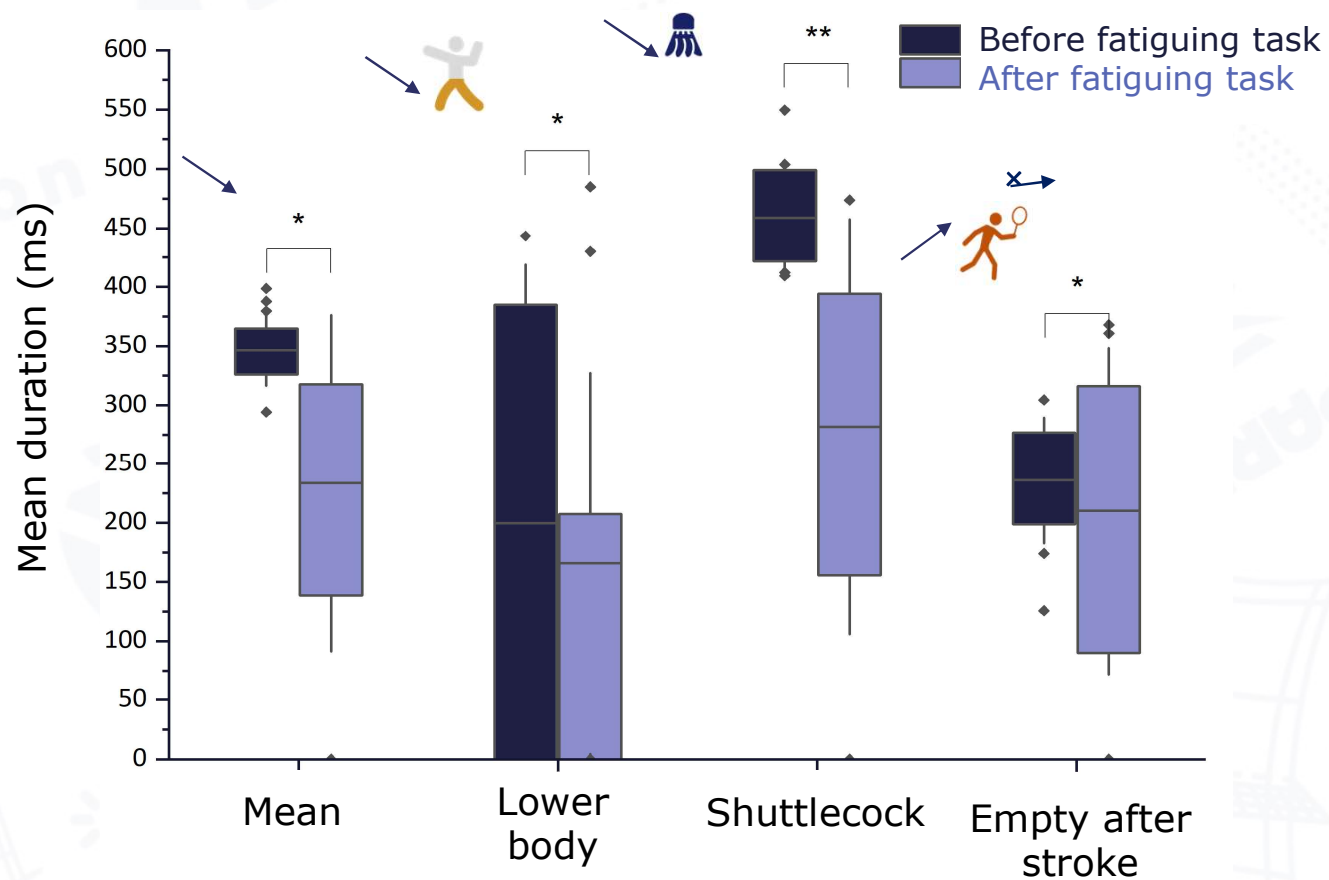 Before fatiguing task
After fatiguing task
Mean duration (ms)
600
550
500
450
400
350
300
250
200
150
100
50
0
*
*
**
*
Mean
Lower
body
Shuttlecock
Empty after
stroke